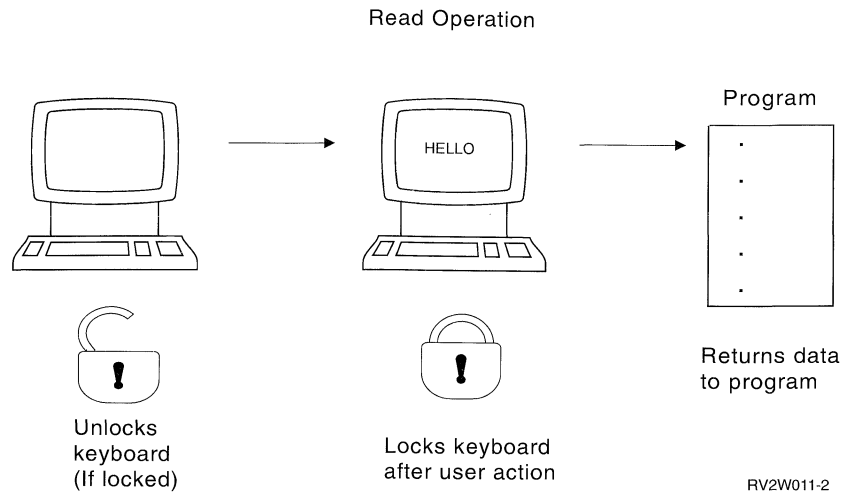 Read Operation
Program
HELLO
Returns data
to program
Unlocks
keyboard
(If locked)
Locks keyboard
after user action
RV2W011-2